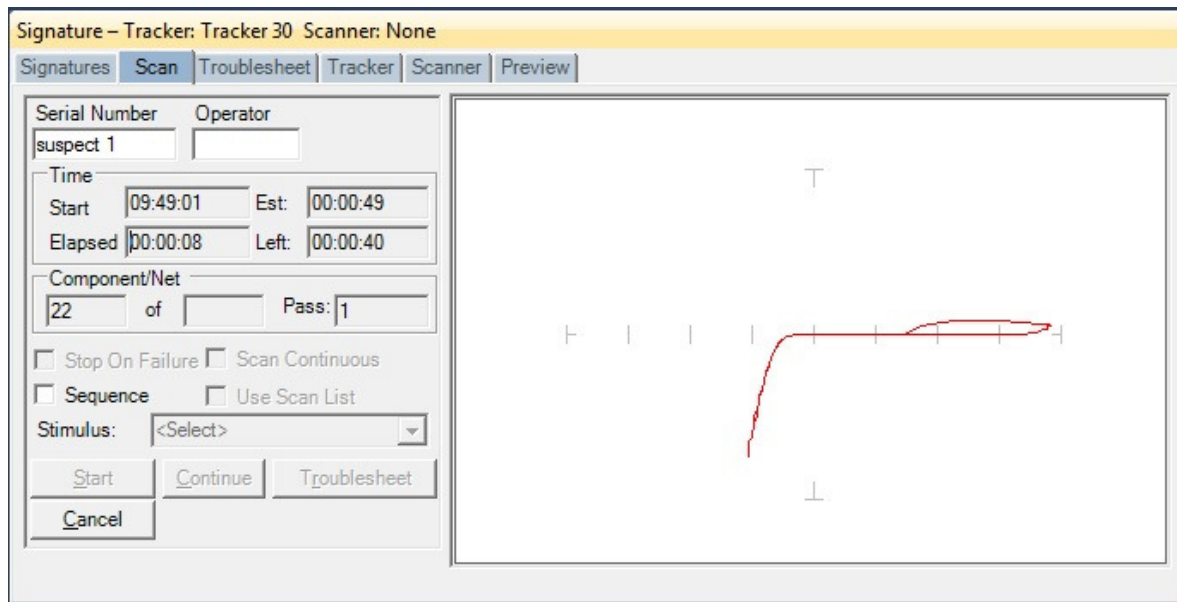 Signature – Tracker: Tracker 30 Scanner: None
Signatures Scan Troublesheet Tracker Scanner Preview
Serial Number Operator
suspect 1
Time
Start 09:49:01 Est: 00:00:49
Elapsed 00:00:08 Left: 00:00:40
Component/Net
22 of Pass: 1
Stop On Failure Scan Continuous
Sequence Use Scan List
Stimulus: <Select>
Start Continue Troublesheet
Cancel